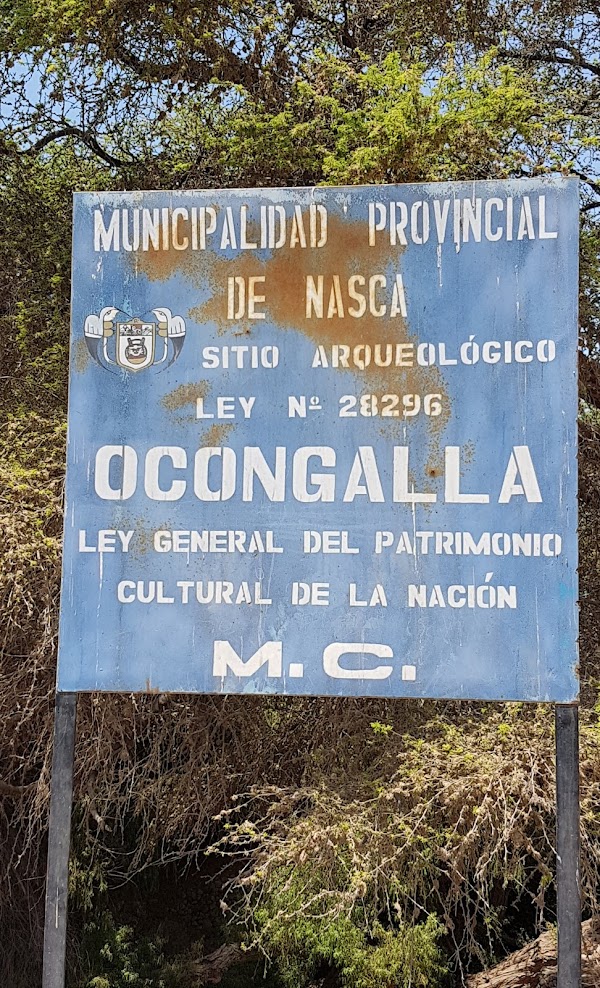 MUNICIPALIDAD PROVINCIAL
DE NASCA
SITIO ARQUEOLÓGICO
LEY Nº 28296
OCONGALLA
LEY GENERAL DEL PATRIMONIO
CULTURAL DE LA NACIÓN
M.C.